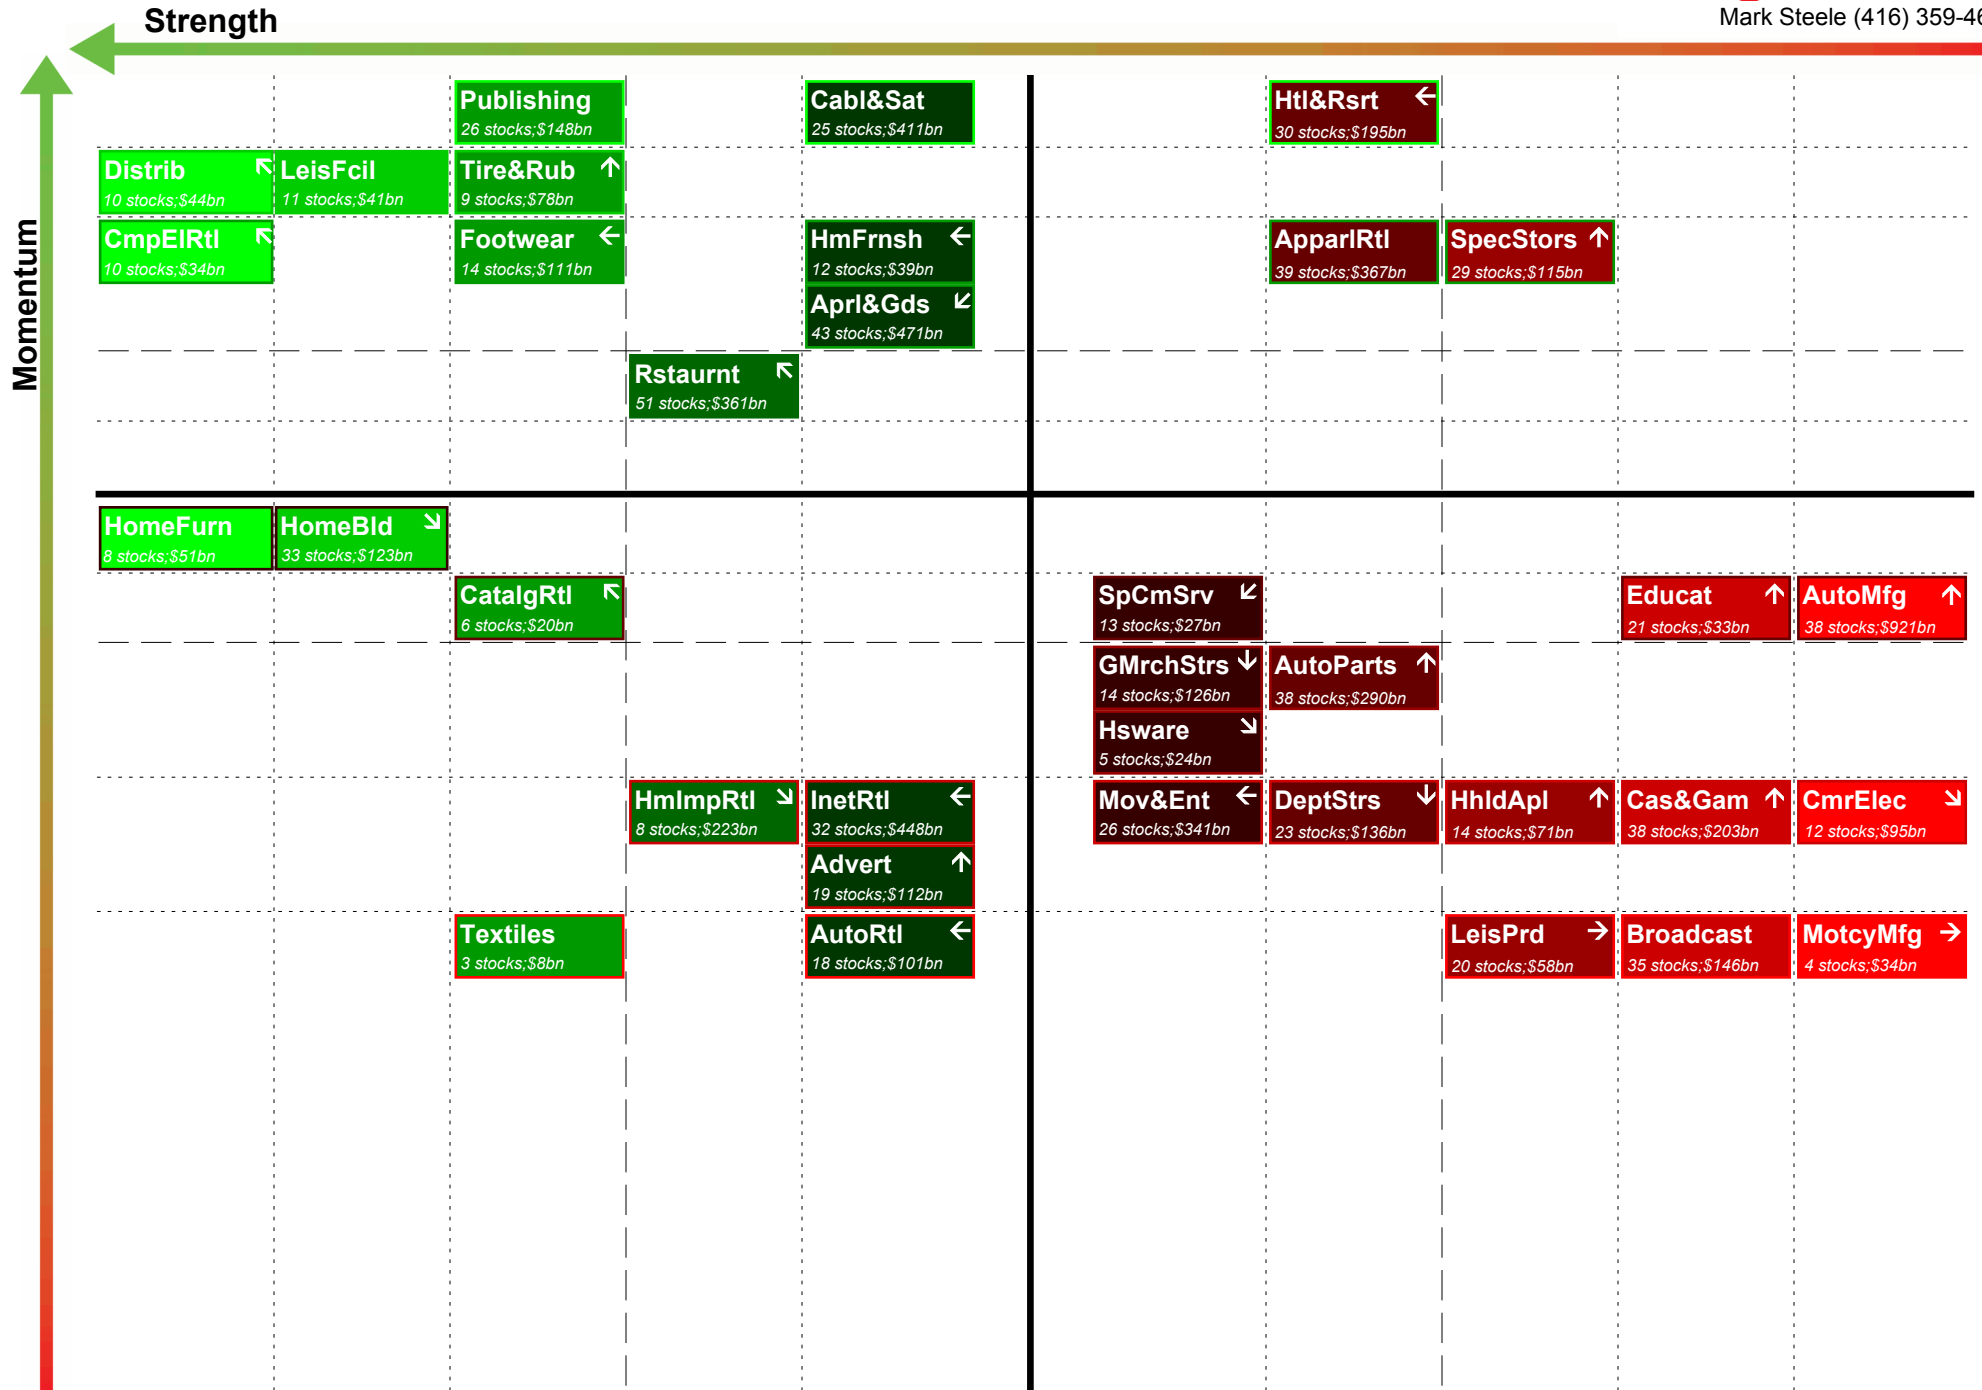 Mark Steele (416) 359-46
Strength
Momentum
Publishing
26 stocks;$148bn
Cabl&Sat
25 stocks;$411bn
Htl&Rsrt
30 stocks;$195bn
Distrib
10 stocks;$44bn
LeisFcil
11 stocks;$41bn
Tire&Rub
9 stocks;$78bn
CmpElRtl
10 stocks;$34bn
Footwear
14 stocks;$111bn
HmFrnsh
12 stocks;$39bn
ApparlRtl
39 stocks;$367bn
SpecStors
29 stocks;$115bn
Aprl&Gds
43 stocks;$471bn
Rstaurnt
51 stocks;$361bn
HomeFurn
8 stocks;$51bn
HomeBld
33 stocks;$123bn
CatalgRtl
6 stocks;$20bn
SpCmSrv
13 stocks;$27bn
Educat
21 stocks;$33bn
AutoMfg
38 stocks;$921bn
GMrchStrs
14 stocks;$126bn
AutoParts
38 stocks;$290bn
Hsware
5 stocks;$24bn
HmImpRtl
8 stocks;$223bn
InetRtl
32 stocks;$448bn
Mov&Ent
26 stocks;$341bn
DeptStrs
23 stocks;$136bn
HhldApl
14 stocks;$71bn
Cas&Gam
38 stocks;$203bn
CmrElec
12 stocks;$95bn
Advert
19 stocks;$112bn
Textiles
3 stocks;$8bn
AutoRtl
18 stocks;$101bn
LeisPrd
20 stocks;$58bn
Broadcast
35 stocks;$146bn
MotcyMfg
4 stocks;$34bn